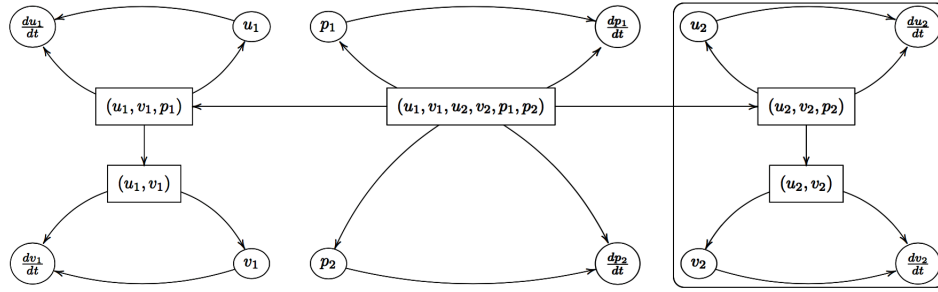 du₁/dt u₁ p₁ dp₁/dt u₂ du₂/dt
(u₁, v₁, p₁) (u₁, v₁, u₂, v₂, p₁, p₂) (u₂, v₂, p₂)
(u₁, v₁) (u₂, v₂)
dv₁/dt v₁ p₂ dp₂/dt v₂ dv₂/dt